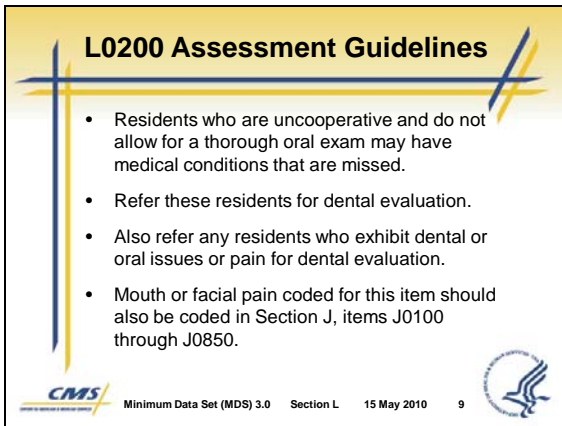 L0200 Assessment Guidelines
• Residents who are uncooperative and do not
allow for a thorough oral exam may have
medical conditions that are missed.
• Refer these residents for dental evaluation.
• Also refer any residents who exhibit dental or
oral issues or pain for dental evaluation.
• Mouth or facial pain coded for this item should
also be coded in Section J, items J0100
through J0850.
CMS
Minimum Data Set (MDS) 3.0 Section L 15 May 2010 9